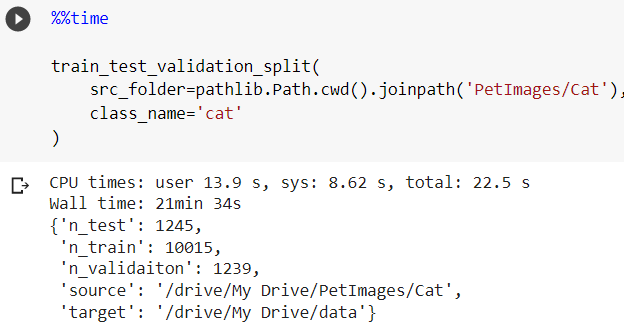 %%time
train_test_validation_split(
src_folder=pathlib.Path.cwd().joinpath('PetImages/Cat'),
class_name='cat'
)
CPU times: user 13.9 s, sys: 8.62 s, total: 22.5 s
Wall time: 21min 34s
{'n_test': 1245,
'n_train': 10015,
'n_validaiton': 1239,
'source': '/drive/My Drive/PetImages/Cat',
'target': '/drive/My Drive/data'}